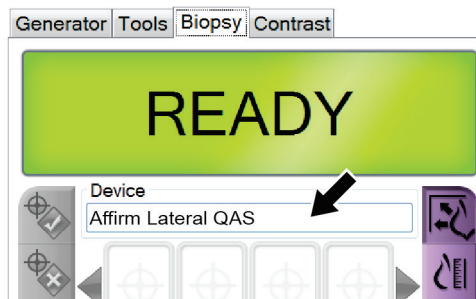 Generator Tools Biopsy Contrast
READY
Device
Affirm Lateral QAS